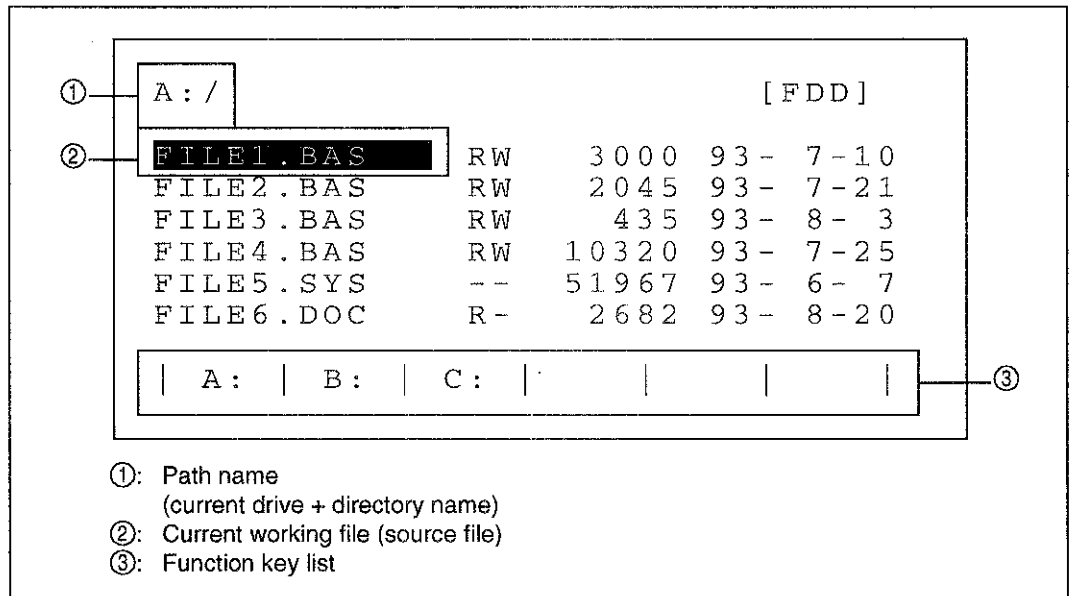 ① A:/ [FDD]
② FILE1.BAS RW 3000 93- 7-10
FILE2.BAS RW 2045 93- 7-21
FILE3.BAS RW 435 93- 8- 3
FILE4.BAS RW 10320 93- 7-25
FILE5.SYS -- 51967 93- 6- 7
FILE6.DOC R- 2682 93- 8-20
| A: | B: | C: | | | | ③
①: Path name
(current drive + directory name)
②: Current working file (source file)
③: Function key list